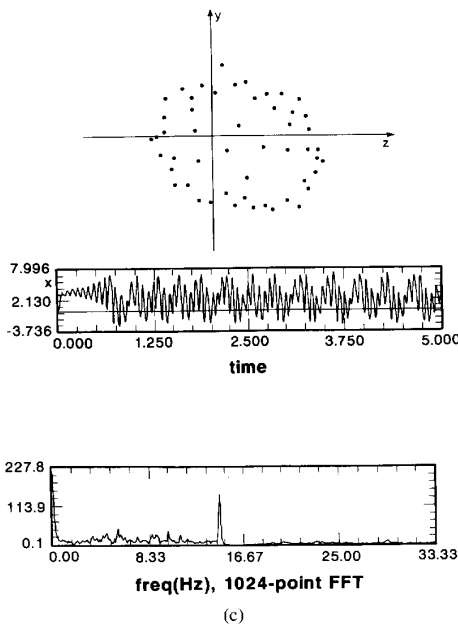 y
z
7.996
x
2.130
-3.736
0.000 1.250 2.500 3.750 5.000
time
227.8
113.9
0.1
0.00 8.33 16.67 25.00 33.33
freq(Hz), 1024-point FFT
(c)